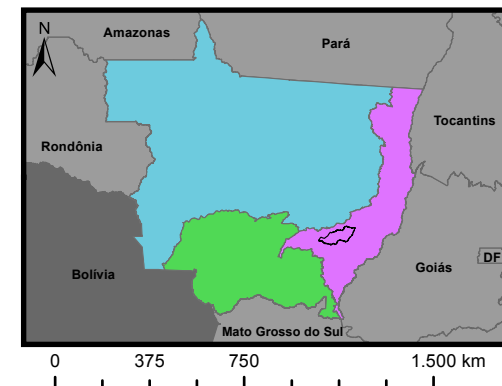 N
Amazonas
Pará
Tocantins
Rondônia
Bolívia
Goiás
DF
Mato Grosso do Sul
0 375 750 1.500 km